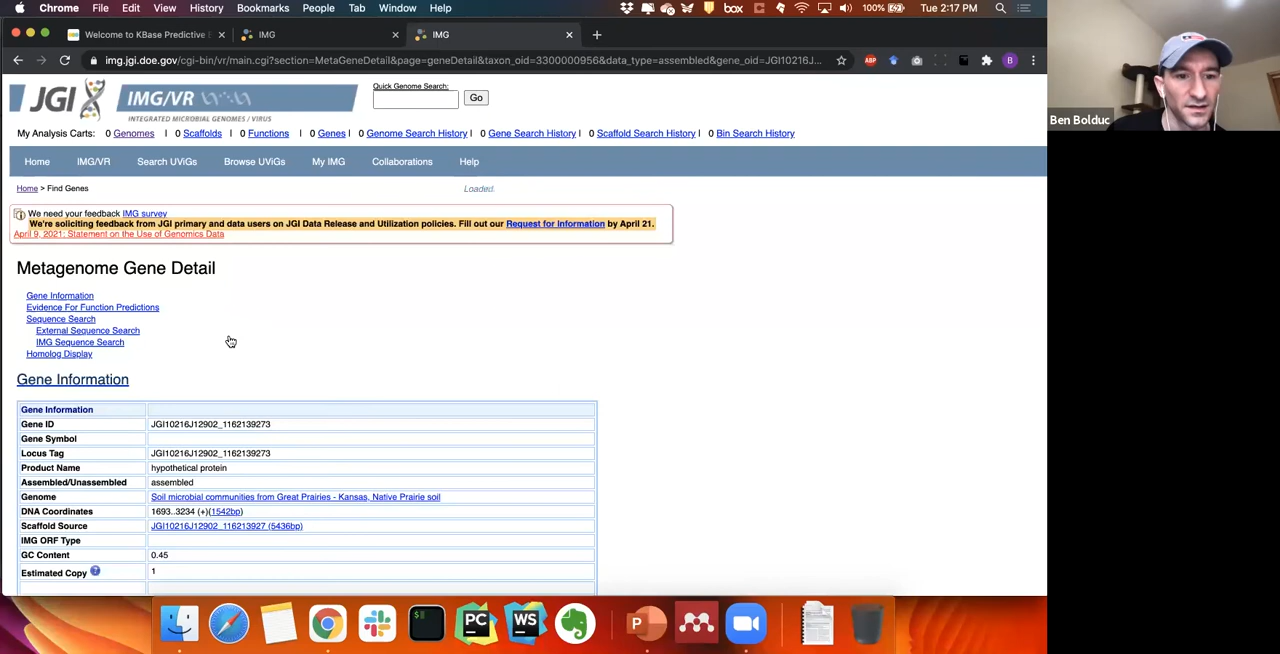 Chrome File Edit View History Bookmarks People Tab Window Help box 100% Tue 2:17 PM
Welcome to KBase Predictive B IMG IMG
img.jgi.doe.gov/cgi-bin/vr/main.cgi?section=MetaGeneDetail&page=geneDetail&taxon_oid=3300000956&data_type=assembled&gene_oid=JGI10216J... ABP B
Ben Bolduc
JGI IMG/VR
INTEGRATED MICROBIAL GENOMES / VIRUS
Quick Genome Search:
Go
My Analysis Carts: 0 Genomes | 0 Scaffolds | 0 Functions | 0 Genes | 0 Genome Search History | 0 Gene Search History | 0 Scaffold Search History | 0 Bin Search History
Home IMG/VR Search UViGs Browse UViGs My IMG Collaborations Help
Home > Find Genes Loaded.
We need your feedback IMG survey
We're soliciting feedback from JGI primary and data users on JGI Data Release and Utilization policies. Fill out our Request for Information by April 21.
April 9, 2021: Statement on the Use of Genomics Data
Metagenome Gene Detail
Gene Information
Evidence For Function Predictions
Sequence Search
External Sequence Search
IMG Sequence Search
Homolog Display
Gene Information
Gene Information
Gene ID JGI10216J12902_1162139273
Gene Symbol
Locus Tag JGI10216J12902_1162139273
Product Name hypothetical protein
Assembled/Unassembled assembled
Genome Soil microbial communities from Great Prairies - Kansas, Native Prairie soil
DNA Coordinates 1693..3234 (+)(1542bp)
Scaffold Source JGI10216J12902_116213927 (5436bp)
IMG ORF Type
GC Content 0.45
Estimated Copy ? 1
$ PC WS P